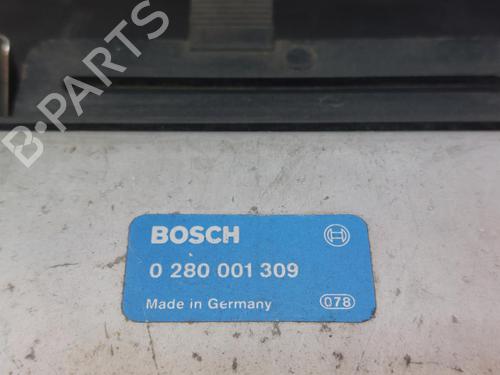 B-PARTS
BOSCH
0 280 001 309
Made in Germany 078